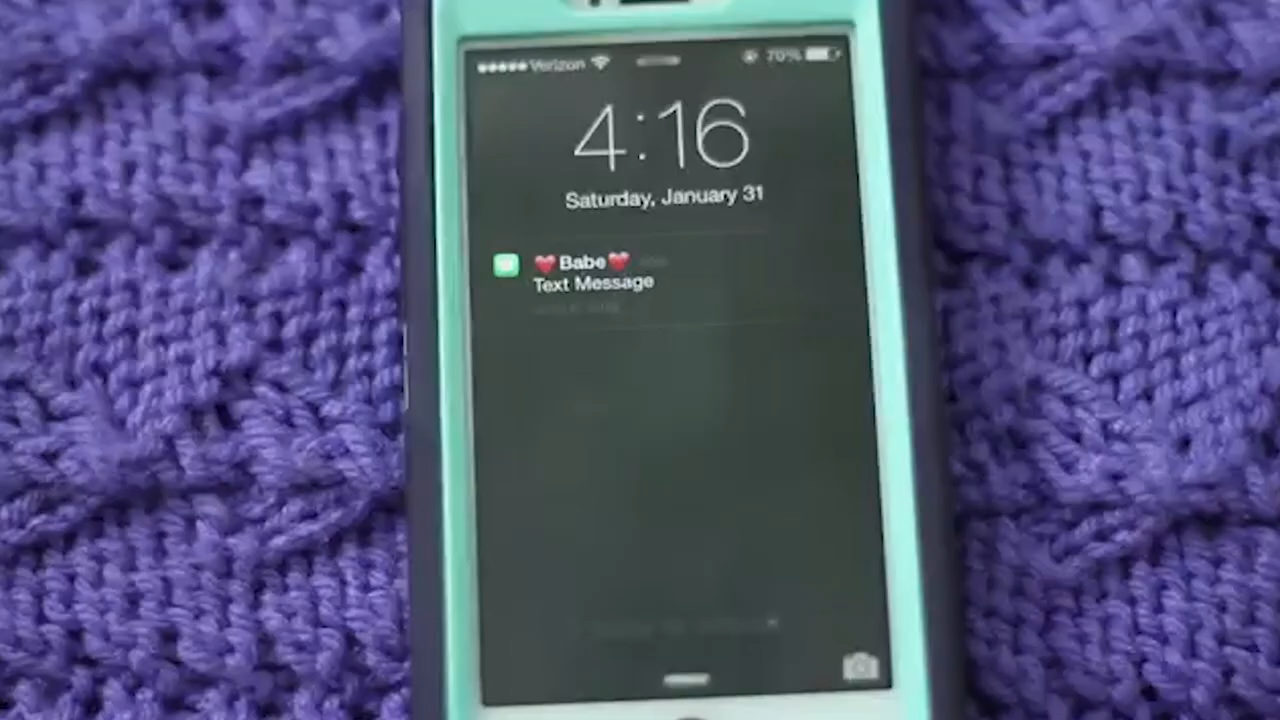 Verizon 70%
4:16
Saturday, January 31
❤️Babe❤️
Text Message